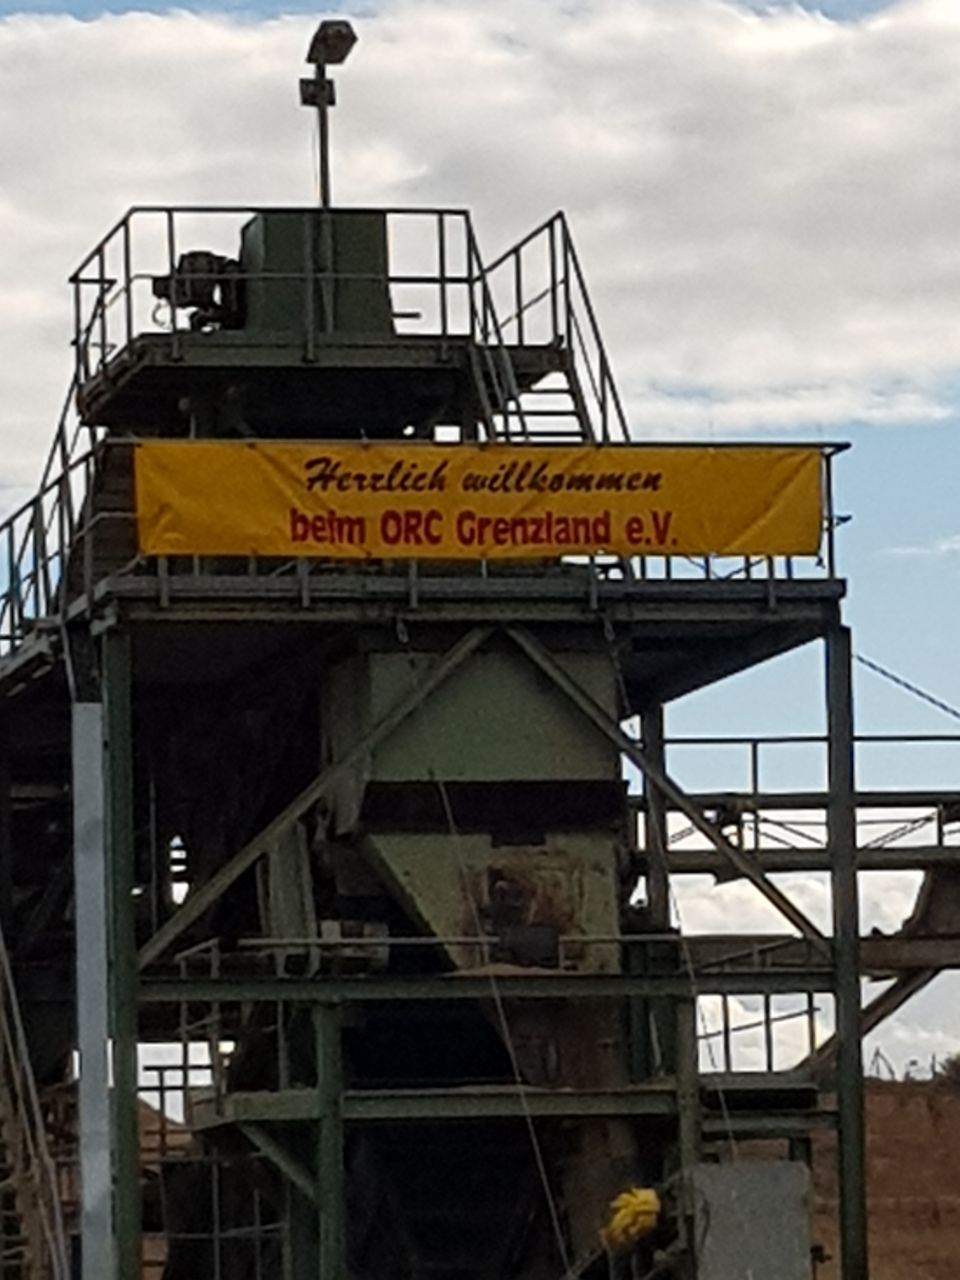 Herzlich willkommen
beim ORC Grenzland e.V.